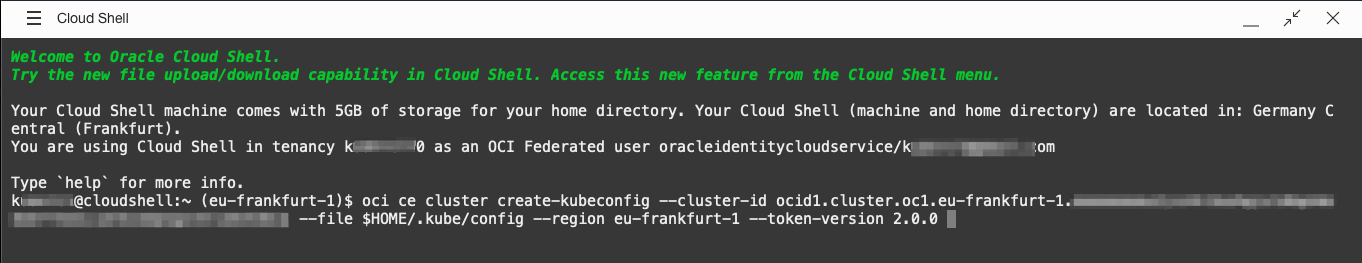 Cloud Shell
Welcome to Oracle Cloud Shell.
Try the new file upload/download capability in Cloud Shell. Access this new feature from the Cloud Shell menu.
Your Cloud Shell machine comes with 5GB of storage for your home directory. Your Cloud Shell (machine and home directory) are located in: Germany C
entral (Frankfurt).
You are using Cloud Shell in tenancy k 0 as an OCI Federated user oracleidentitycloudservice/k om
Type `help` for more info.
k @cloudshell:~ (eu-frankfurt-1)$ oci ce cluster create-kubeconfig --cluster-id ocid1.cluster.oc1.eu-frankfurt-1.
--file $HOME/.kube/config --region eu-frankfurt-1 --token-version 2.0.0